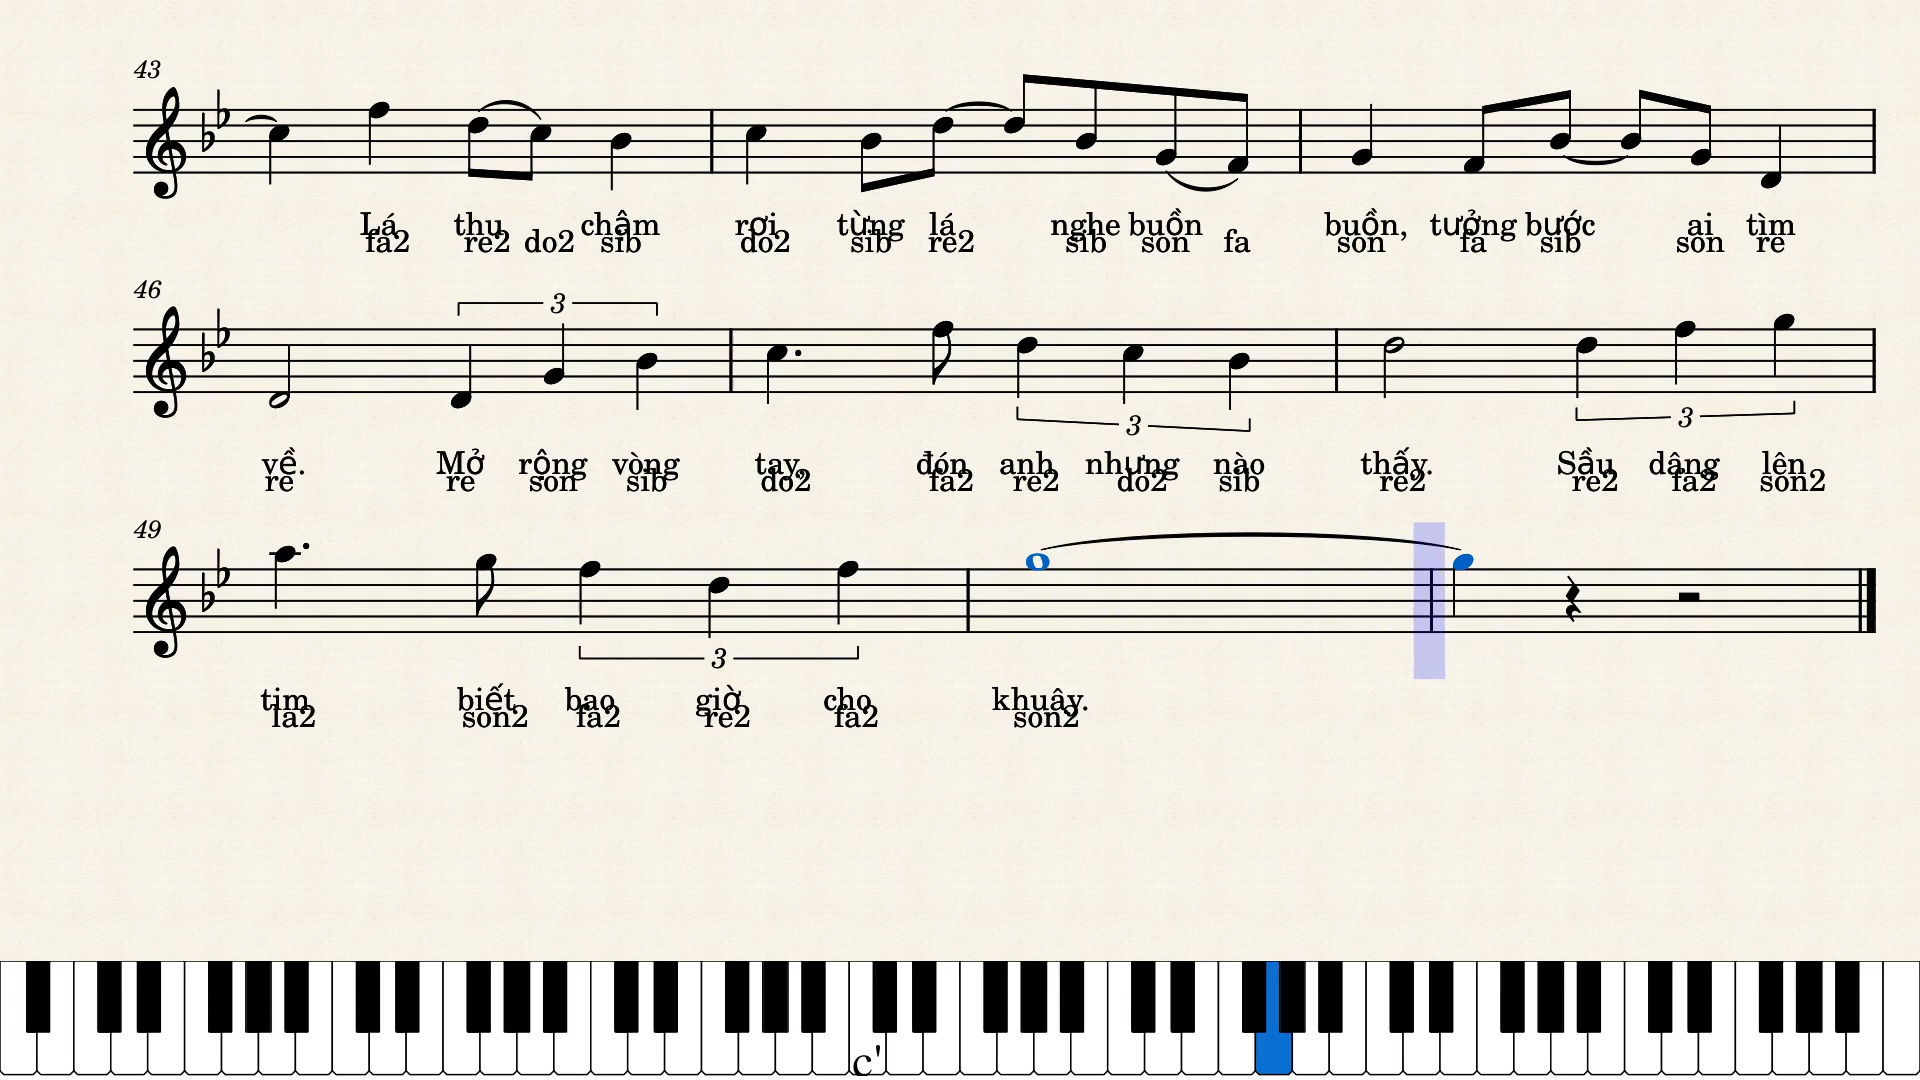 43
Lá thu chậm rơi từng lá nghe buồn buồn, tưởng bước ai tìm
fa2 re2 do2 sib do2 sib re2 sib son fa son fa sib son re
46
3 3 3
về. Mở rộng vòng tay, đón anh nhưng nào thấy. Sầu dâng lên
re re son sib do2 fa2 re2 do2 sib re2 re2 fa2 son2
49
3
tim biết bao giờ cho khuây.
la2 son2 fa2 re2 fa2 son2
c'